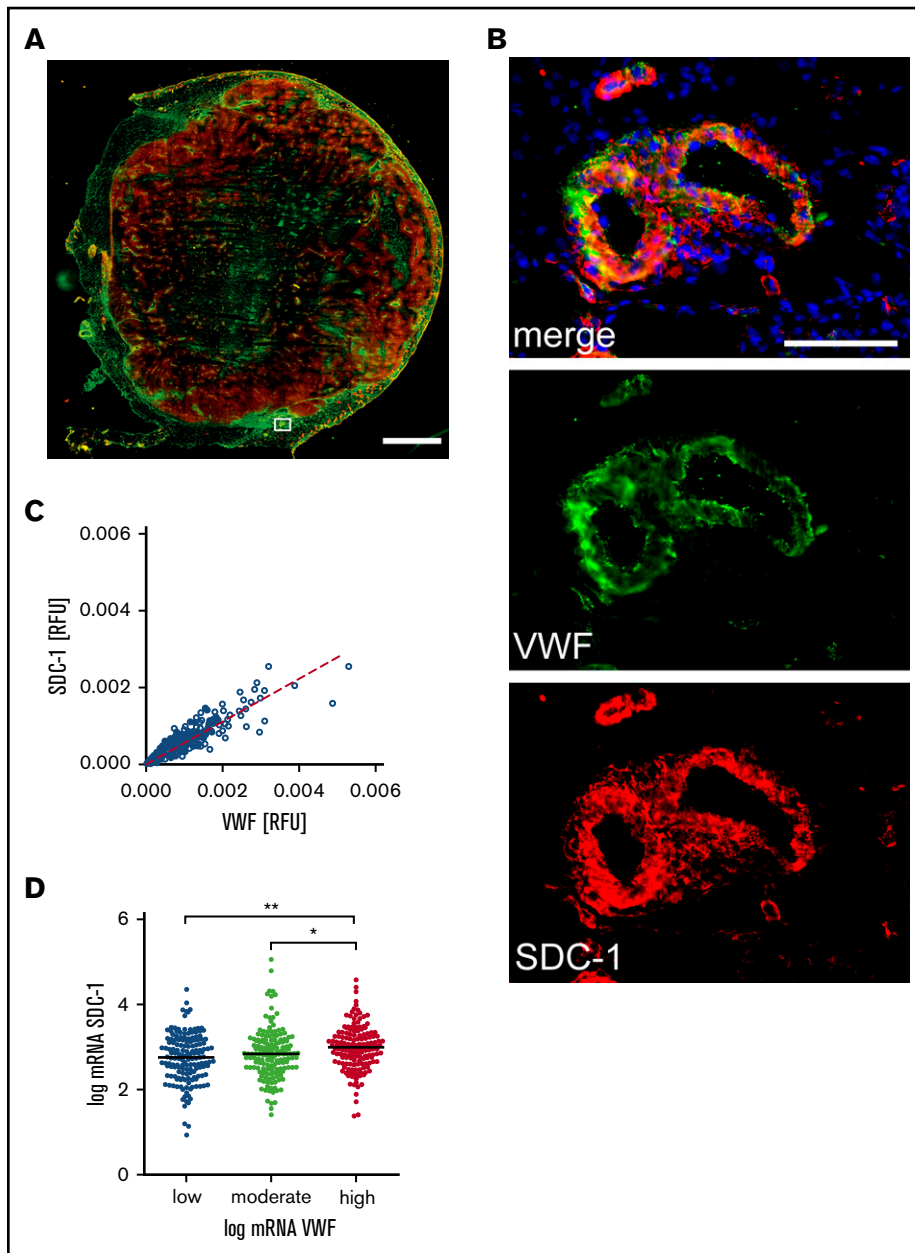 A
B
merge
VWF
SDC-1
C
0.006
0.004
0.002
0.000
SDC-1 [RFU]
0.000 0.002 0.004 0.006
VWF [RFU]
D
**
*
6
4
2
0
log mRNA SDC-1
low moderate high
log mRNA VWF